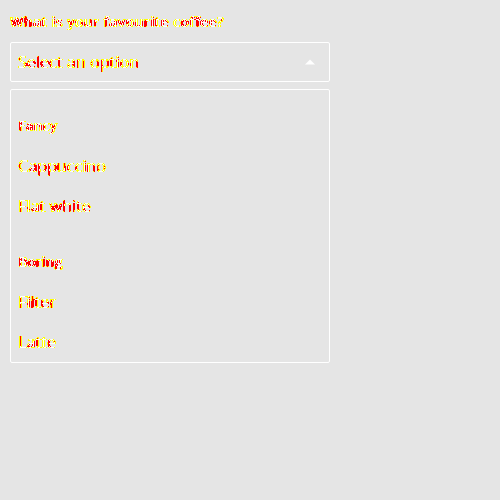 What is your favourite coffee?
Select an option
Fancy
Cappuccino
Flat white
Boring
Filter
Latte